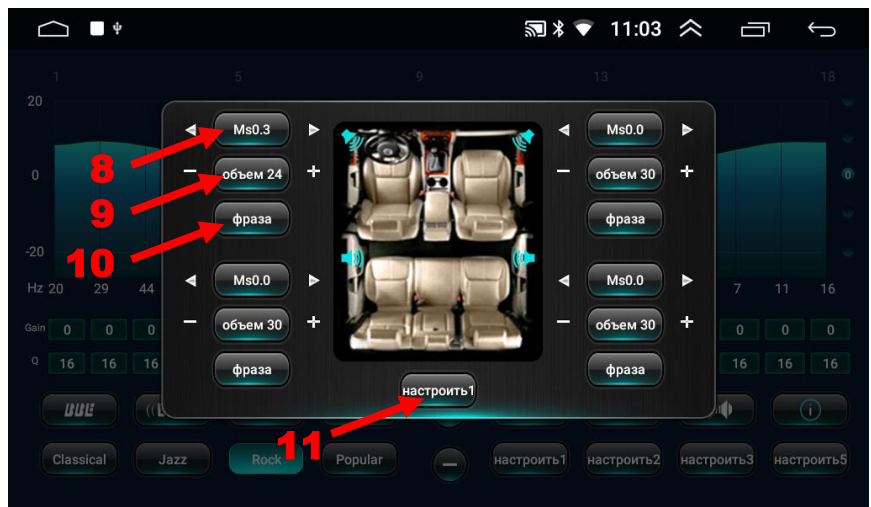 11:03
1 5 9 13 18
20
0
-20
Hz 20 29 44 7 11 16
Gain 0 0 0 0 0 0
Q 16 16 16 16 16 16
Ms0.3 Ms0.0
8
объем 24 объем 30
9
фраза фраза
10
Ms0.0 Ms0.0
объем 30 объем 30
фраза фраза
настроить1
11
0
BBE
Classical Jazz Rock Popular настроить1 настроить2 настроить3 настроить5